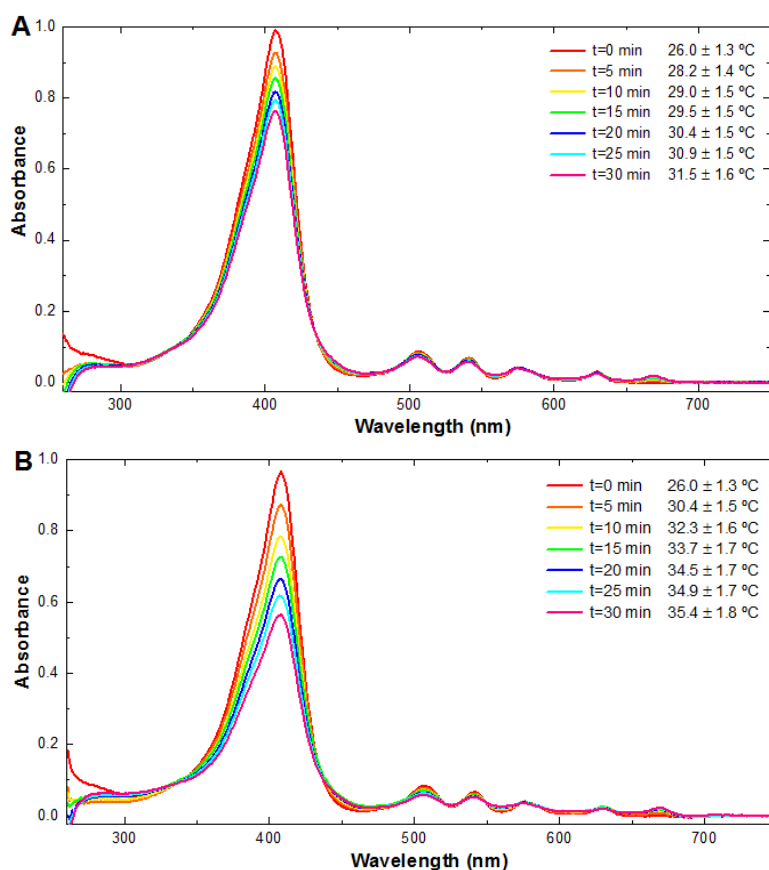 A
1.0
0.8
0.6
0.4
0.2
0.0
Absorbance
t=0 min 26.0 ± 1.3 ºC
t=5 min 28.2 ± 1.4 ºC
t=10 min 29.0 ± 1.5 ºC
t=15 min 29.5 ± 1.5 ºC
t=20 min 30.4 ± 1.5 ºC
t=25 min 30.9 ± 1.5 ºC
t=30 min 31.5 ± 1.6 ºC
300 400 500 600 700
Wavelength (nm)
B
1.0
0.8
0.6
0.4
0.2
0.0
Absorbance
t=0 min 26.0 ± 1.3 ºC
t=5 min 30.4 ± 1.5 ºC
t=10 min 32.3 ± 1.6 ºC
t=15 min 33.7 ± 1.7 ºC
t=20 min 34.5 ± 1.7 ºC
t=25 min 34.9 ± 1.7 ºC
t=30 min 35.4 ± 1.8 ºC
300 400 500 600 700
Wavelength (nm)